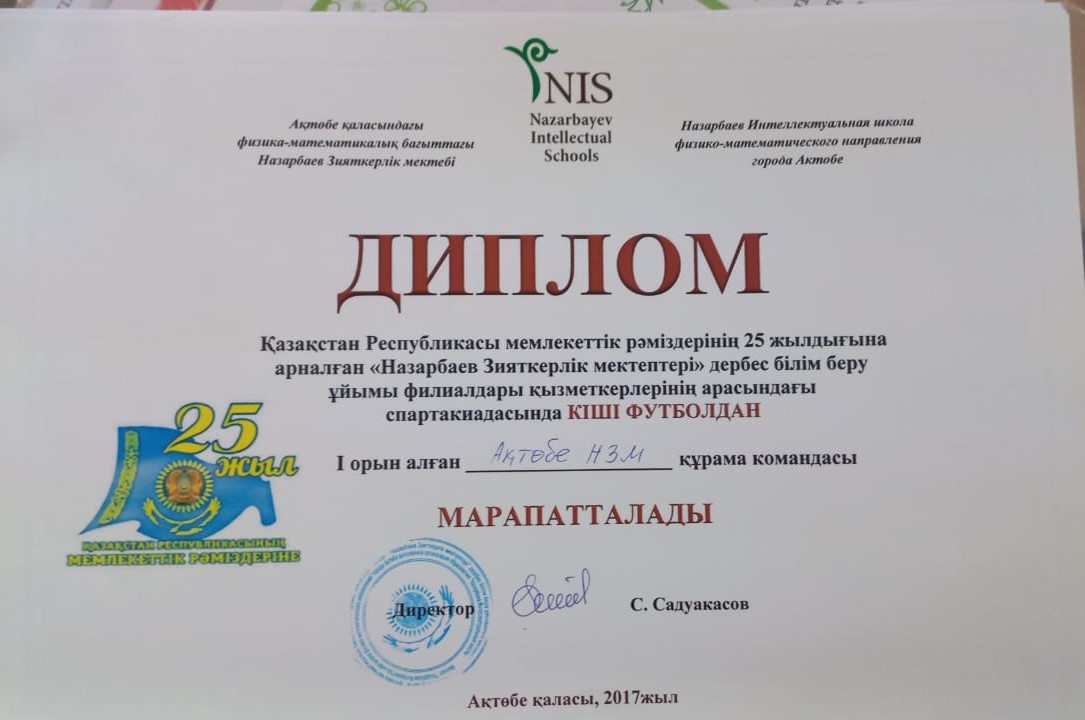 NIS
Nazarbayev
Intellectual
Schools
Ақтөбе қаласындағы
физика-математикалық бағыттағы
Назарбаев Зияткерлік мектебі
Назарбаев Интеллектуальная школа
физико-математического направления
города Актобе
ДИПЛОМ
Қазақстан Республикасы мемлекеттік рәміздерінің 25 жылдығына
арналған «Назарбаев Зияткерлік мектептері» дербес білім беру
ұйымы филиалдары қызметкерлерінің арасындағы
спартакиадасында КІШІ ФУТБОЛДАН
25
жыл
ҚАЗАҚСТАН РЕСПУБЛИКАСЫНЫҢ
МЕМЛЕКЕТТІК РӘМІЗДЕРІНЕ
І орын алған Ақтөбе НЗМ құрама командасы
МАРАПАТТАЛАДЫ
Директор С. Садуакасов
Ақтөбе қаласы, 2017жыл